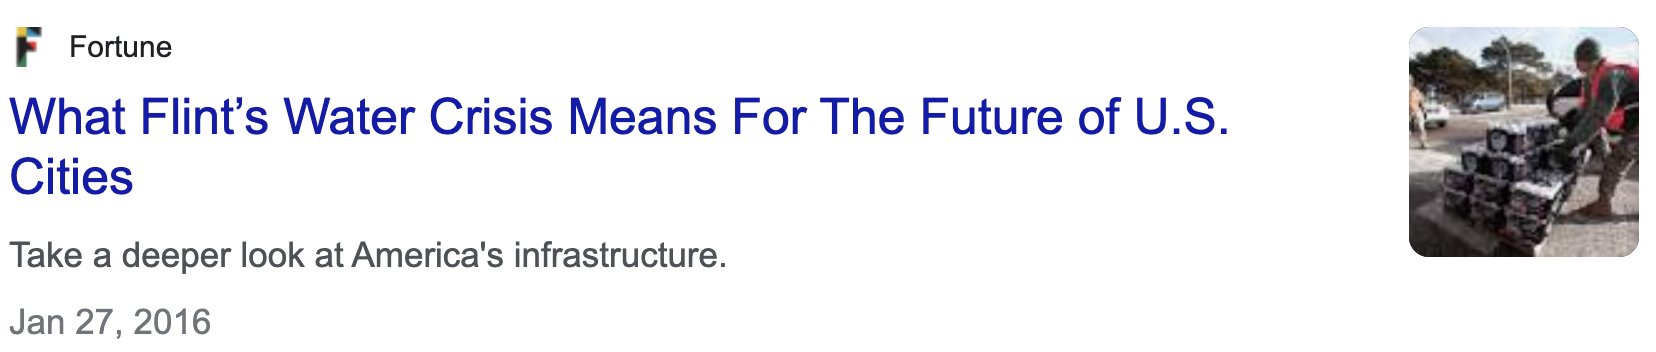 Fortune
What Flint’s Water Crisis Means For The Future of U.S.
Cities
Take a deeper look at America's infrastructure.
Jan 27, 2016